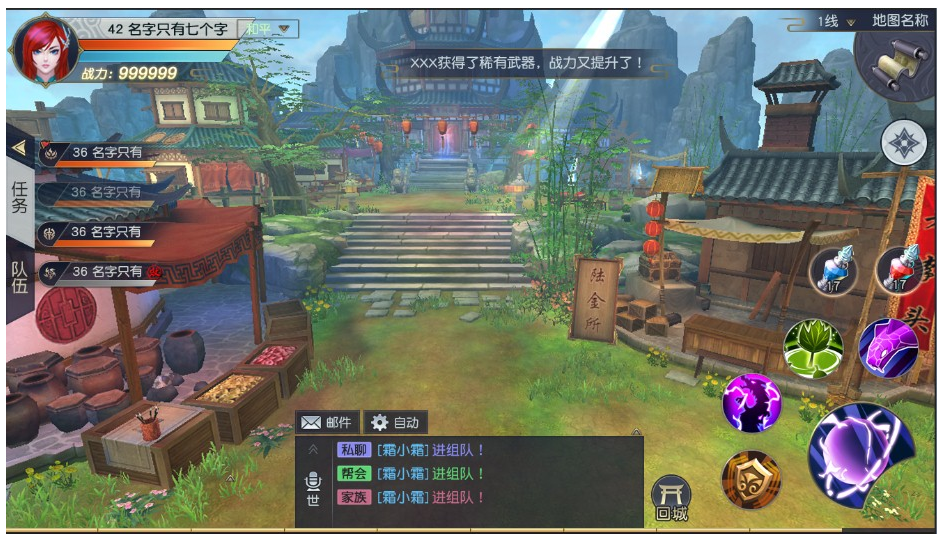 42 名字只有七个字
和平
战力: 999999
1线
地图名称
XXX获得了稀有武器，战力又提升了！
36 名字只有
36 名字只有
36 名字只有
36 名字只有
任务
队伍
陆金所
17
17
头
邮件
自动
私聊 [霜小霜]进组队！
帮会 [霜小霜]进组队！
家族 [霜小霜]进组队！
世
回城